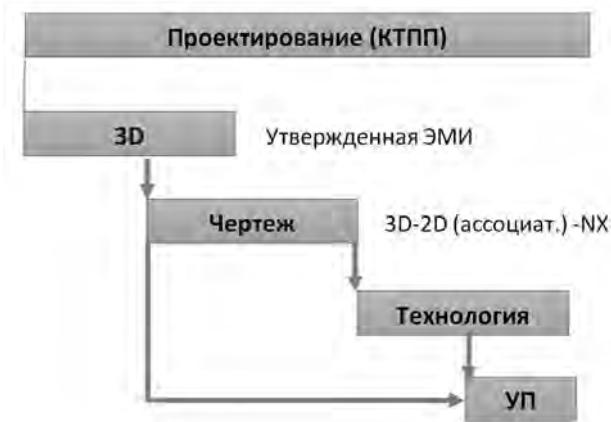 Проектирование (КТПП)
3D
Утвержденная ЭМИ
Чертеж
3D-2D (ассоциат.) -NX
Технология
УП